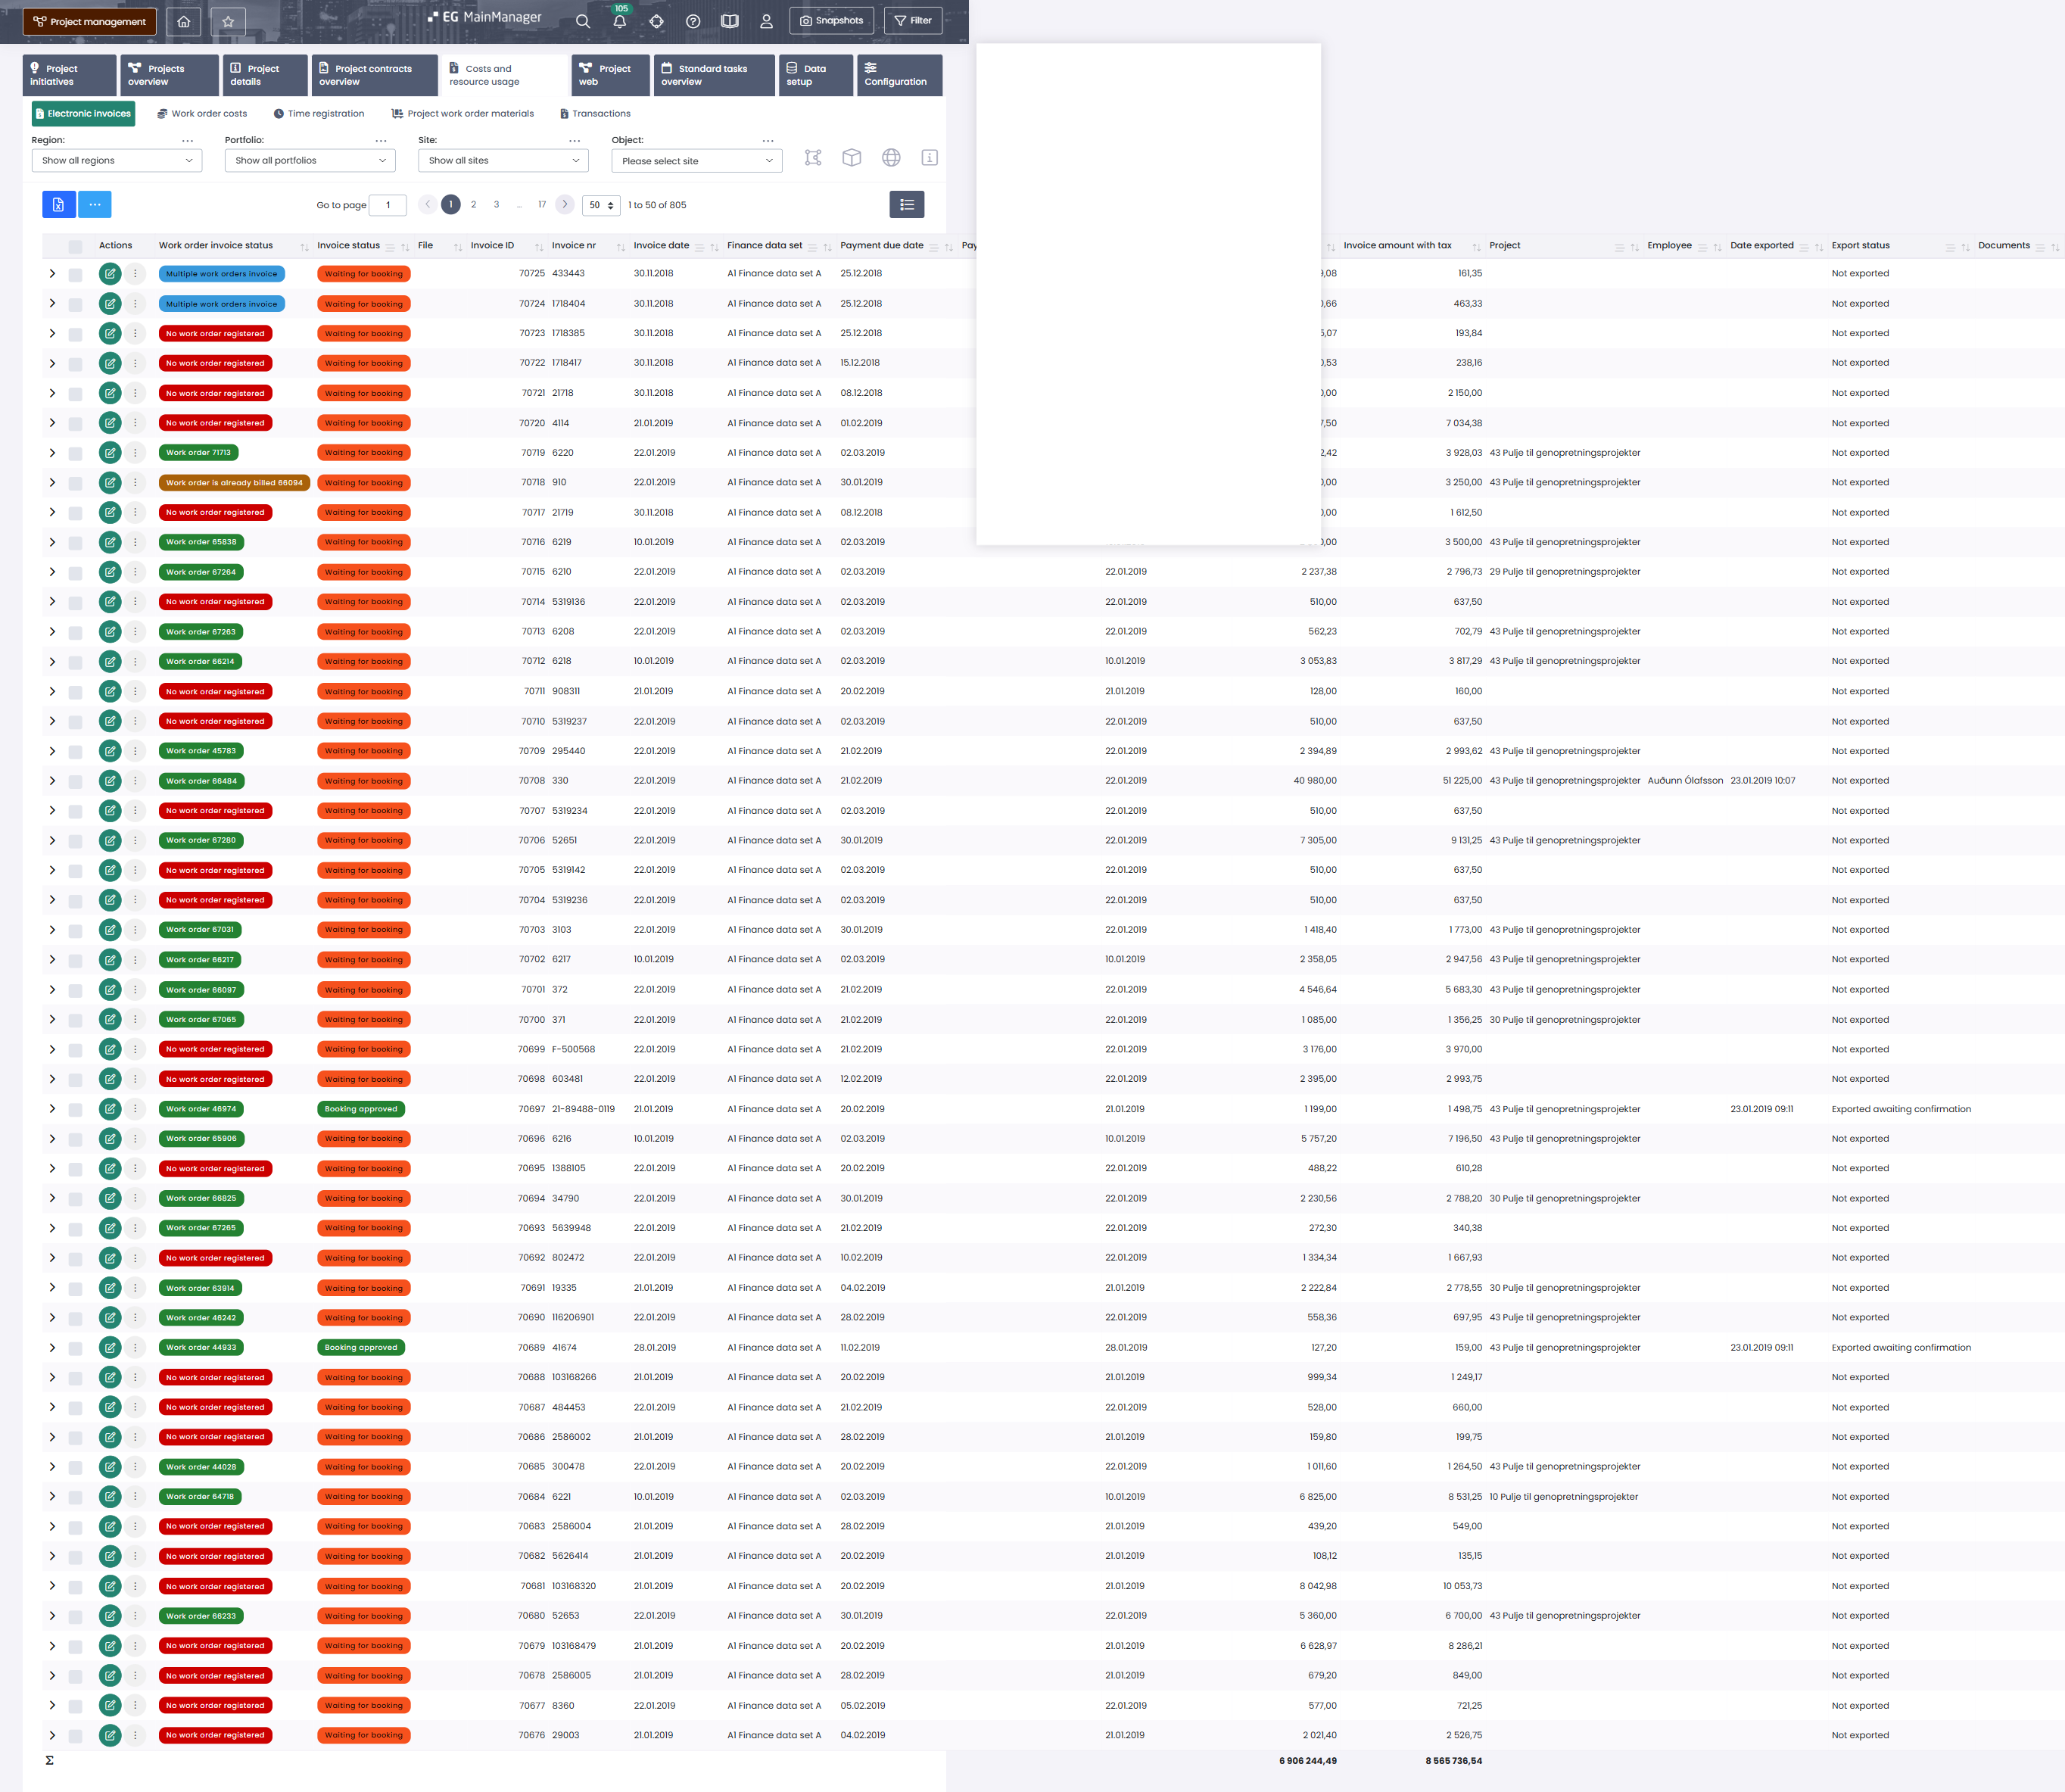 Project management
EG MainManager
105
Snapshots
Filter
Project initiatives
Projects overview
Project details
Project contracts overview
Costs and resource usage
Project web
Standard tasks overview
Data setup
Configuration
Electronic invoices
Work order costs
Time registration
Project work order materials
Transactions
Region: ...
Portfolio: ...
Site: ...
Object: ...
Show all regions
Show all portfolios
Show all sites
Please select site
Go to page 1 1 2 3 ... 17 50 1 to 50 of 805
Actions Work order invoice status Invoice status File Invoice ID Invoice nr Invoice date Finance data set Payment due date Pay Invoice amount with tax Project Employee Date exported Export status Documents
Multiple work orders invoice Waiting for booking 70725 433443 30.11.2018 A1 Finance data set A 25.12.2018 ,08 161,35 Not exported
Multiple work orders invoice Waiting for booking 70724 1718404 30.11.2018 A1 Finance data set A 25.12.2018 ,66 463,33 Not exported
No work order registered Waiting for booking 70723 1718385 30.11.2018 A1 Finance data set A 25.12.2018 ,07 193,84 Not exported
No work order registered Waiting for booking 70722 1718417 30.11.2018 A1 Finance data set A 15.12.2018 ,53 238,16 Not exported
No work order registered Waiting for booking 70721 21718 30.11.2018 A1 Finance data set A 08.12.2018 ,00 2 150,00 Not exported
No work order registered Waiting for booking 70720 4114 21.01.2019 A1 Finance data set A 01.02.2019 ,50 7 034,38 Not exported
Work order 71713 Waiting for booking 70719 6220 22.01.2019 A1 Finance data set A 02.03.2019 2,42 3 928,03 43 Pulje til genopretningsprojekter Not exported
Work order is already billed 66094 Waiting for booking 70718 910 22.01.2019 A1 Finance data set A 30.01.2019 ,00 3 250,00 43 Pulje til genopretningsprojekter Not exported
No work order registered Waiting for booking 70717 21719 30.11.2018 A1 Finance data set A 08.12.2018 ,00 1 612,50 Not exported
Work order 65838 Waiting for booking 70716 6219 10.01.2019 A1 Finance data set A 02.03.2019 ,00 3 500,00 43 Pulje til genopretningsprojekter Not exported
Work order 67264 Waiting for booking 70715 6210 22.01.2019 A1 Finance data set A 02.03.2019 22.01.2019 2 237,38 2 796,73 29 Pulje til genopretningsprojekter Not exported
No work order registered Waiting for booking 70714 5319136 22.01.2019 A1 Finance data set A 02.03.2019 22.01.2019 510,00 637,50 Not exported
Work order 67263 Waiting for booking 70713 6208 22.01.2019 A1 Finance data set A 02.03.2019 22.01.2019 562,23 702,79 43 Pulje til genopretningsprojekter Not exported
Work order 66214 Waiting for booking 70712 6218 10.01.2019 A1 Finance data set A 02.03.2019 10.01.2019 3 053,83 3 817,29 43 Pulje til genopretningsprojekter Not exported
No work order registered Waiting for booking 70711 908311 21.01.2019 A1 Finance data set A 20.02.2019 21.01.2019 128,00 160,00 Not exported
No work order registered Waiting for booking 70710 5319237 22.01.2019 A1 Finance data set A 02.03.2019 22.01.2019 510,00 637,50 Not exported
Work order 45783 Waiting for booking 70709 295440 22.01.2019 A1 Finance data set A 21.02.2019 22.01.2019 2 394,89 2 993,62 43 Pulje til genopretningsprojekter Not exported
Work order 66484 Waiting for booking 70708 330 22.01.2019 A1 Finance data set A 21.02.2019 22.01.2019 40 980,00 51 225,00 43 Pulje til genopretningsprojekter Auðunn Ólafsson 23.01.2019 10:07 Not exported
No work order registered Waiting for booking 70707 5319234 22.01.2019 A1 Finance data set A 02.03.2019 22.01.2019 510,00 637,50 Not exported
Work order 67280 Waiting for booking 70706 52651 22.01.2019 A1 Finance data set A 30.01.2019 22.01.2019 7 305,00 9 131,25 43 Pulje til genopretningsprojekter Not exported
No work order registered Waiting for booking 70705 5319142 22.01.2019 A1 Finance data set A 02.03.2019 22.01.2019 510,00 637,50 Not exported
No work order registered Waiting for booking 70704 5319236 22.01.2019 A1 Finance data set A 02.03.2019 22.01.2019 510,00 637,50 Not exported
Work order 67031 Waiting for booking 70703 3103 22.01.2019 A1 Finance data set A 30.01.2019 22.01.2019 1 418,40 1 773,00 43 Pulje til genopretningsprojekter Not exported
Work order 66217 Waiting for booking 70702 6217 10.01.2019 A1 Finance data set A 02.03.2019 10.01.2019 2 358,05 2 947,56 43 Pulje til genopretningsprojekter Not exported
Work order 66097 Waiting for booking 70701 372 22.01.2019 A1 Finance data set A 21.02.2019 22.01.2019 4 546,64 5 683,30 43 Pulje til genopretningsprojekter Not exported
Work order 67065 Waiting for booking 70700 371 22.01.2019 A1 Finance data set A 21.02.2019 22.01.2019 1 085,00 1 356,25 30 Pulje til genopretningsprojekter Not exported
No work order registered Waiting for booking 70699 F-500568 22.01.2019 A1 Finance data set A 21.02.2019 22.01.2019 3 176,00 3 970,00 Not exported
No work order registered Waiting for booking 70698 603481 22.01.2019 A1 Finance data set A 12.02.2019 22.01.2019 2 395,00 2 993,75 Not exported
Work order 46974 Booking approved 70697 21-89488-0119 21.01.2019 A1 Finance data set A 20.02.2019 21.01.2019 1 199,00 1 498,75 43 Pulje til genopretningsprojekter 23.01.2019 09:11 Exported awaiting confirmation
Work order 65906 Waiting for booking 70696 6216 10.01.2019 A1 Finance data set A 02.03.2019 10.01.2019 5 757,20 7 196,50 43 Pulje til genopretningsprojekter Not exported
No work order registered Waiting for booking 70695 1388105 22.01.2019 A1 Finance data set A 20.02.2019 22.01.2019 488,22 610,28 Not exported
Work order 66825 Waiting for booking 70694 34790 22.01.2019 A1 Finance data set A 30.01.2019 22.01.2019 2 230,56 2 788,20 30 Pulje til genopretningsprojekter Not exported
Work order 67265 Waiting for booking 70693 5639948 22.01.2019 A1 Finance data set A 21.02.2019 22.01.2019 272,30 340,38 Not exported
No work order registered Waiting for booking 70692 802472 22.01.2019 A1 Finance data set A 10.02.2019 22.01.2019 1 334,34 1 667,93 Not exported
Work order 63914 Waiting for booking 70691 19335 21.01.2019 A1 Finance data set A 04.02.2019 21.01.2019 2 222,84 2 778,55 30 Pulje til genopretningsprojekter Not exported
Work order 46242 Waiting for booking 70690 116206901 22.01.2019 A1 Finance data set A 28.02.2019 22.01.2019 558,36 697,95 43 Pulje til genopretningsprojekter Not exported
Work order 44933 Booking approved 70689 41674 28.01.2019 A1 Finance data set A 11.02.2019 28.01.2019 127,20 159,00 43 Pulje til genopretningsprojekter 23.01.2019 09:11 Exported awaiting confirmation
No work order registered Waiting for booking 70688 103168266 21.01.2019 A1 Finance data set A 20.02.2019 21.01.2019 999,34 1 249,17 Not exported
No work order registered Waiting for booking 70687 484453 22.01.2019 A1 Finance data set A 21.02.2019 22.01.2019 528,00 660,00 Not exported
No work order registered Waiting for booking 70686 2586002 21.01.2019 A1 Finance data set A 28.02.2019 21.01.2019 159,80 199,75 Not exported
Work order 44028 Waiting for booking 70685 300478 22.01.2019 A1 Finance data set A 20.02.2019 22.01.2019 1 011,60 1 264,50 43 Pulje til genopretningsprojekter Not exported
Work order 64718 Waiting for booking 70684 6221 10.01.2019 A1 Finance data set A 02.03.2019 10.01.2019 6 825,00 8 531,25 10 Pulje til genopretningsprojekter Not exported
No work order registered Waiting for booking 70683 2586004 21.01.2019 A1 Finance data set A 28.02.2019 21.01.2019 439,20 549,00 Not exported
No work order registered Waiting for booking 70682 5626414 21.01.2019 A1 Finance data set A 20.02.2019 21.01.2019 108,12 135,15 Not exported
No work order registered Waiting for booking 70681 103168320 21.01.2019 A1 Finance data set A 20.02.2019 21.01.2019 8 042,98 10 053,73 Not exported
Work order 66233 Waiting for booking 70680 52653 22.01.2019 A1 Finance data set A 30.01.2019 22.01.2019 5 360,00 6 700,00 43 Pulje til genopretningsprojekter Not exported
No work order registered Waiting for booking 70679 103168479 21.01.2019 A1 Finance data set A 20.02.2019 21.01.2019 6 628,97 8 286,21 Not exported
No work order registered Waiting for booking 70678 2586005 21.01.2019 A1 Finance data set A 28.02.2019 21.01.2019 679,20 849,00 Not exported
No work order registered Waiting for booking 70677 8360 22.01.2019 A1 Finance data set A 05.02.2019 22.01.2019 577,00 721,25 Not exported
No work order registered Waiting for booking 70676 29003 21.01.2019 A1 Finance data set A 04.02.2019 21.01.2019 2 021,40 2 526,75 Not exported
Σ 6 906 244,49 8 565 736,54